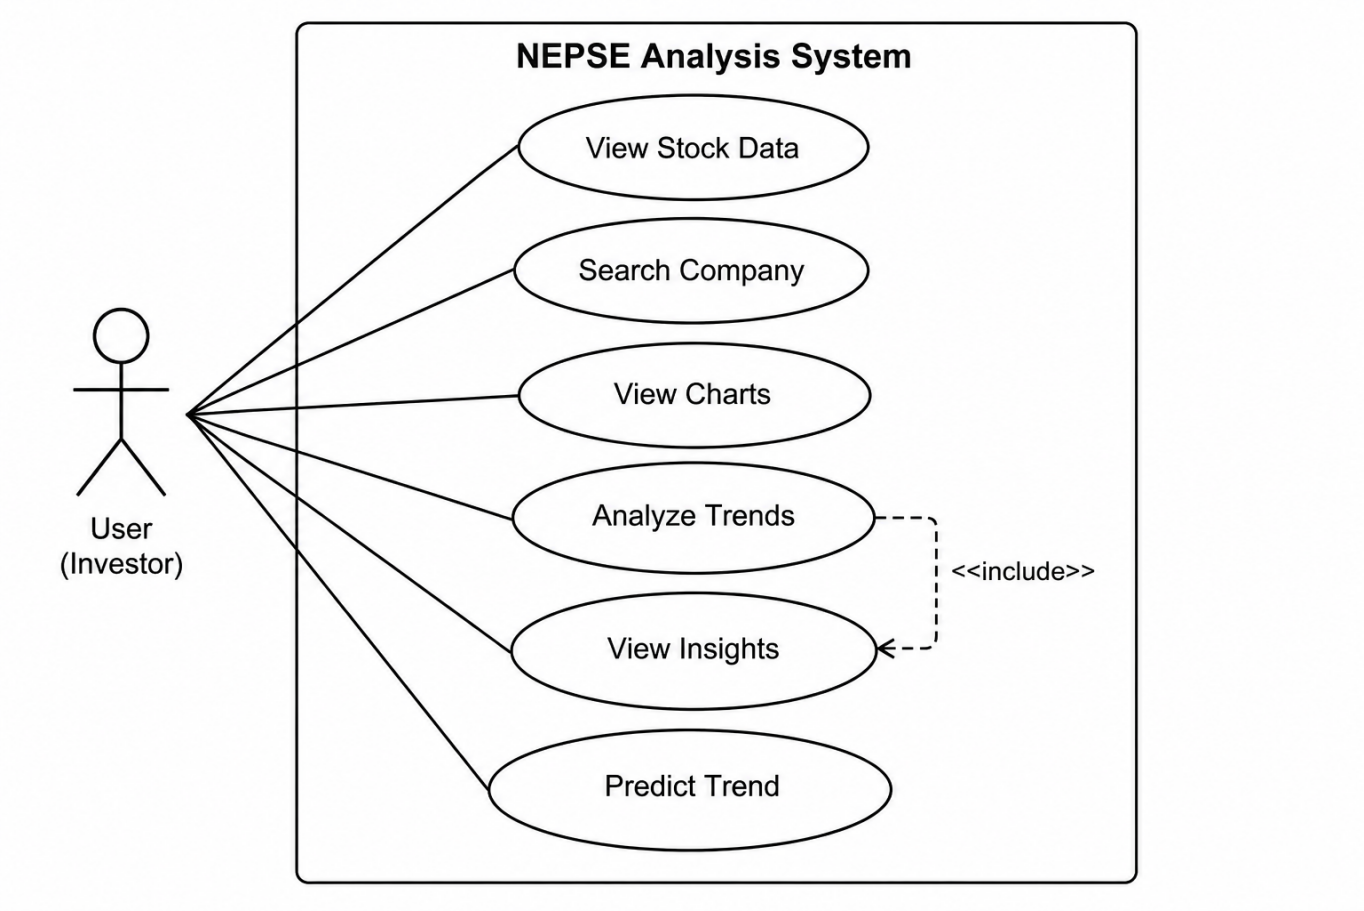 NEPSE Analysis System
View Stock Data
Search Company
View Charts
Analyze Trends
<<include>>
View Insights
Predict Trend
User
(Investor)